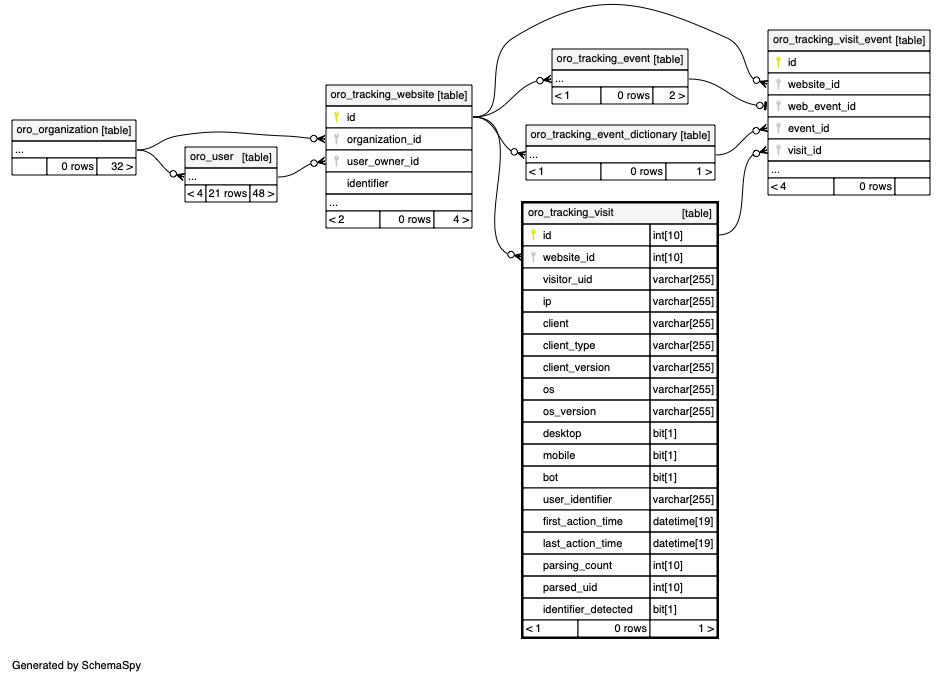 oro_organization [table]
...
0 rows 32 >
oro_user [table]
...
< 4 21 rows 48 >
oro_tracking_website [table]
id
organization_id
user_owner_id
identifier
...
< 2 0 rows 4 >
oro_tracking_event [table]
...
< 1 0 rows 2 >
oro_tracking_event_dictionary [table]
...
< 1 0 rows 1 >
oro_tracking_visit [table]
id int[10]
website_id int[10]
visitor_uid varchar[255]
ip varchar[255]
client varchar[255]
client_type varchar[255]
client_version varchar[255]
os varchar[255]
os_version varchar[255]
desktop bit[1]
mobile bit[1]
bot bit[1]
user_identifier varchar[255]
first_action_time datetime[19]
last_action_time datetime[19]
parsing_count int[10]
parsed_uid int[10]
identifier_detected bit[1]
< 1 0 rows 1 >
oro_tracking_visit_event [table]
id
website_id
web_event_id
event_id
visit_id
...
< 4 0 rows
Generated by SchemaSpy